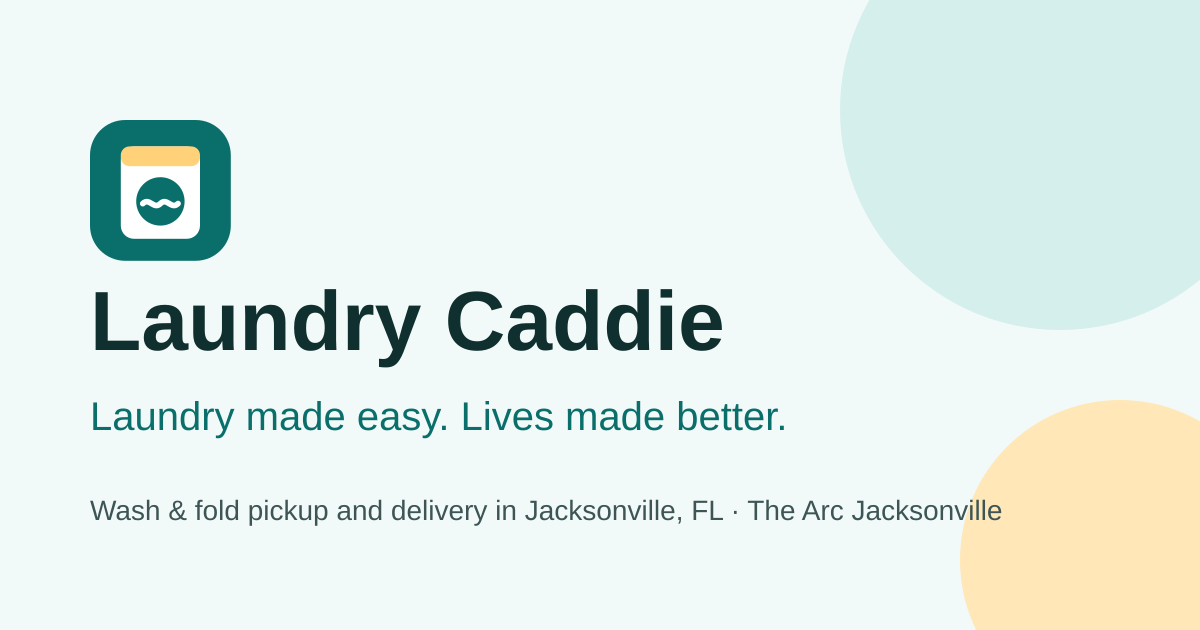 Laundry Caddie
Laundry made easy. Lives made better.
Wash & fold pickup and delivery in Jacksonville, FL · The Arc Jacksonville